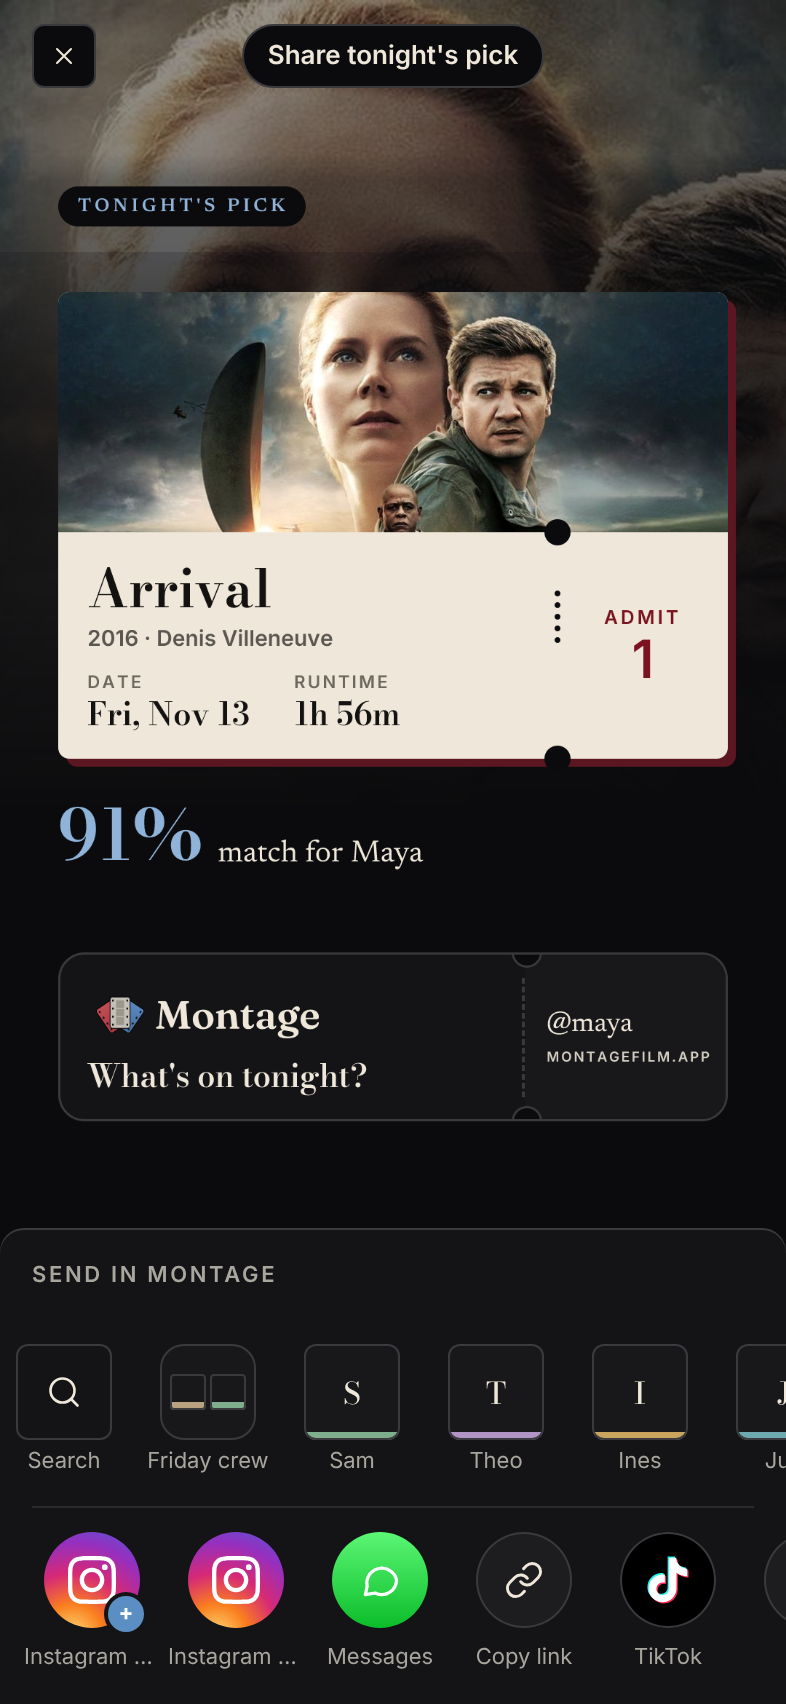 Share tonight's pick
TONIGHT'S PICK
Arrival
2016 · Denis Villeneuve
DATE
Fri, Nov 13
RUNTIME
1h 56m
ADMIT
1
91% match for Maya
Montage
What's on tonight?
@maya
MONTAGEFILM.APP
SEND IN MONTAGE
S
T
I
J
Search
Friday crew
Sam
Theo
Ines
Ju
Instagram ...
Instagram ...
Messages
Copy link
TikTok